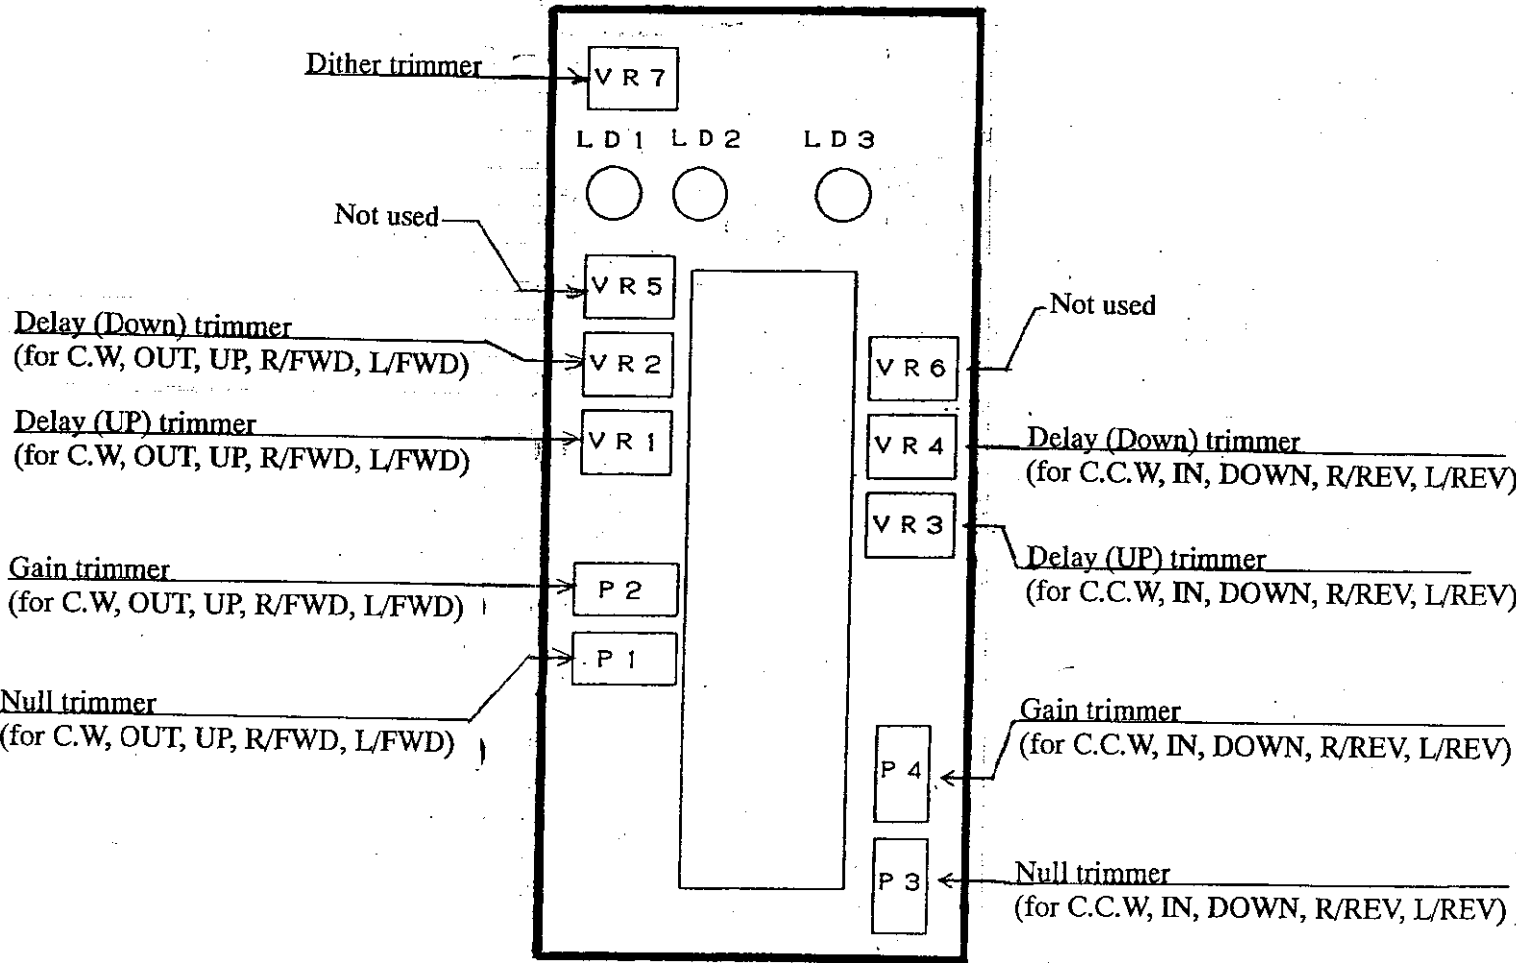 Dither trimmer
VR7
LD1 LD2 LD3
Not used
VR5
Delay (Down) trimmer
(for C.W, OUT, UP, R/FWD, L/FWD)
VR2
Delay (UP) trimmer
(for C.W, OUT, UP, R/FWD, L/FWD)
VR1
Gain trimmer
(for C.W, OUT, UP, R/FWD, L/FWD)
P2
P1
Null trimmer
(for C.W, OUT, UP, R/FWD, L/FWD)
Not used
VR6
VR4
Delay (Down) trimmer
(for C.C.W, IN, DOWN, R/REV, L/REV)
VR3
Delay (UP) trimmer
(for C.C.W, IN, DOWN, R/REV, L/REV)
Gain trimmer
(for C.C.W, IN, DOWN, R/REV, L/REV)
P4
Null trimmer
(for C.C.W, IN, DOWN, R/REV, L/REV)
P3